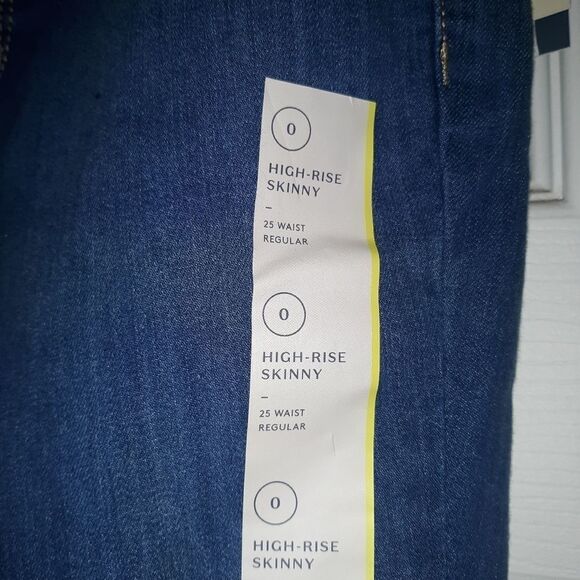 0
HIGH-RISE
SKINNY
–
25 WAIST
REGULAR
0
HIGH-RISE
SKINNY
–
25 WAIST
REGULAR
0
HIGH-RISE
SKINNY